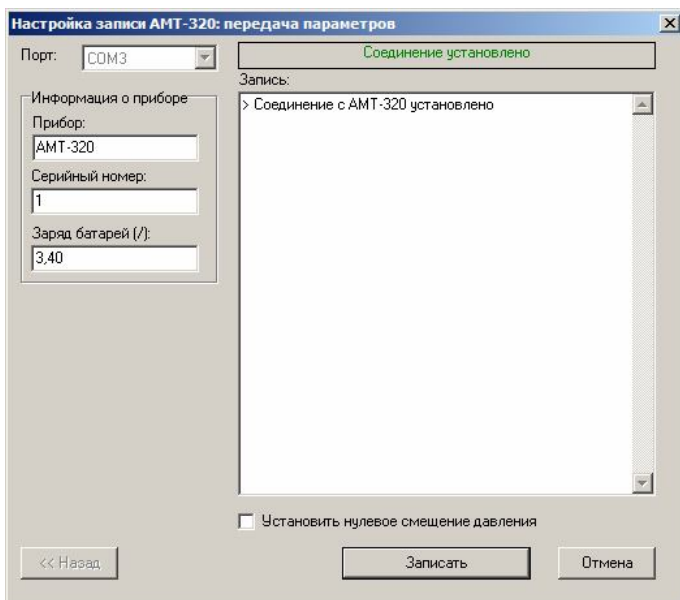 Настройка записи АМТ-320: передача параметров
Порт: COM3
Соединение установлено
Информация о приборе
Прибор:
АМТ-320
Серийный номер:
1
Заряд батарей (/):
3,40
Запись:
> Соединение с АМТ-320 установлено
Установить нулевое смещение давления
<< Назад
Записать
Отмена